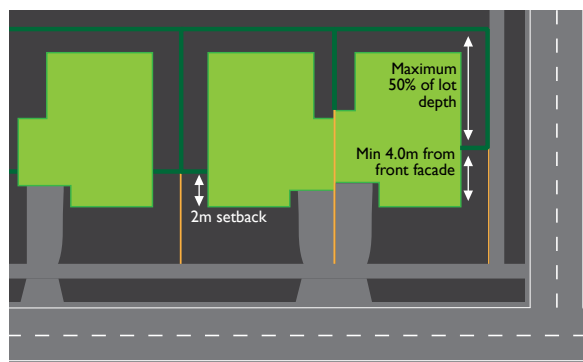 Maximum
50% of lot
depth
Min 4.0m from
front facade
2m setback